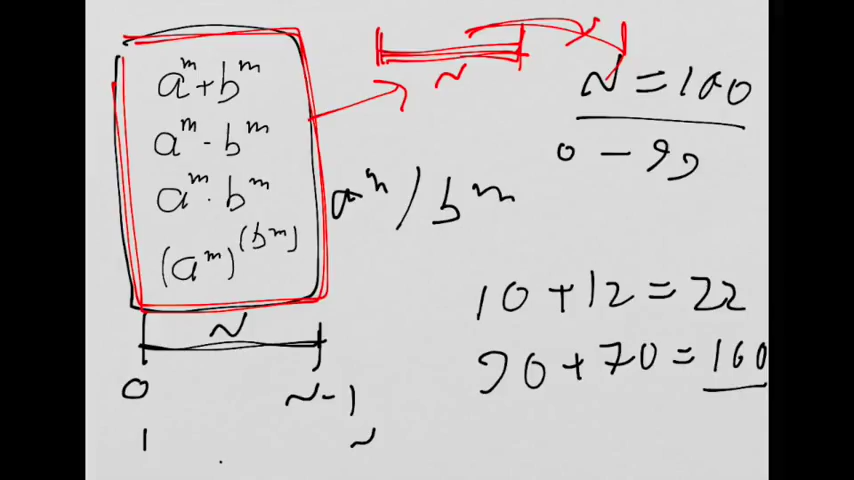 a^m + b^m
a^m - b^m
a^m · b^m
(a^m)^(b^m)
a^m / b^m
N
N = 100
0 - 99
10 + 12 = 22
90 + 70 = 160
N
0 N-1
1 N